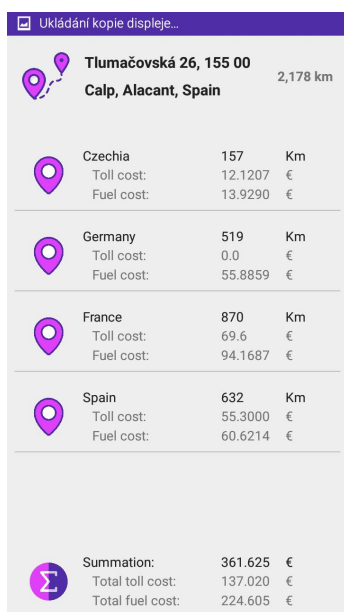 Ukládání kopie displeje…
Tlumačovská 26, 155 00
Calp, Alacant, Spain
2,178 km
Czechia 157 Km
Toll cost: 12.1207 €
Fuel cost: 13.9290 €
Germany 519 Km
Toll cost: 0.0 €
Fuel cost: 55.8859 €
France 870 Km
Toll cost: 69.6 €
Fuel cost: 94.1687 €
Spain 632 Km
Toll cost: 55.3000 €
Fuel cost: 60.6214 €
Σ
Summation: 361.625 €
Total toll cost: 137.020 €
Total fuel cost: 224.605 €